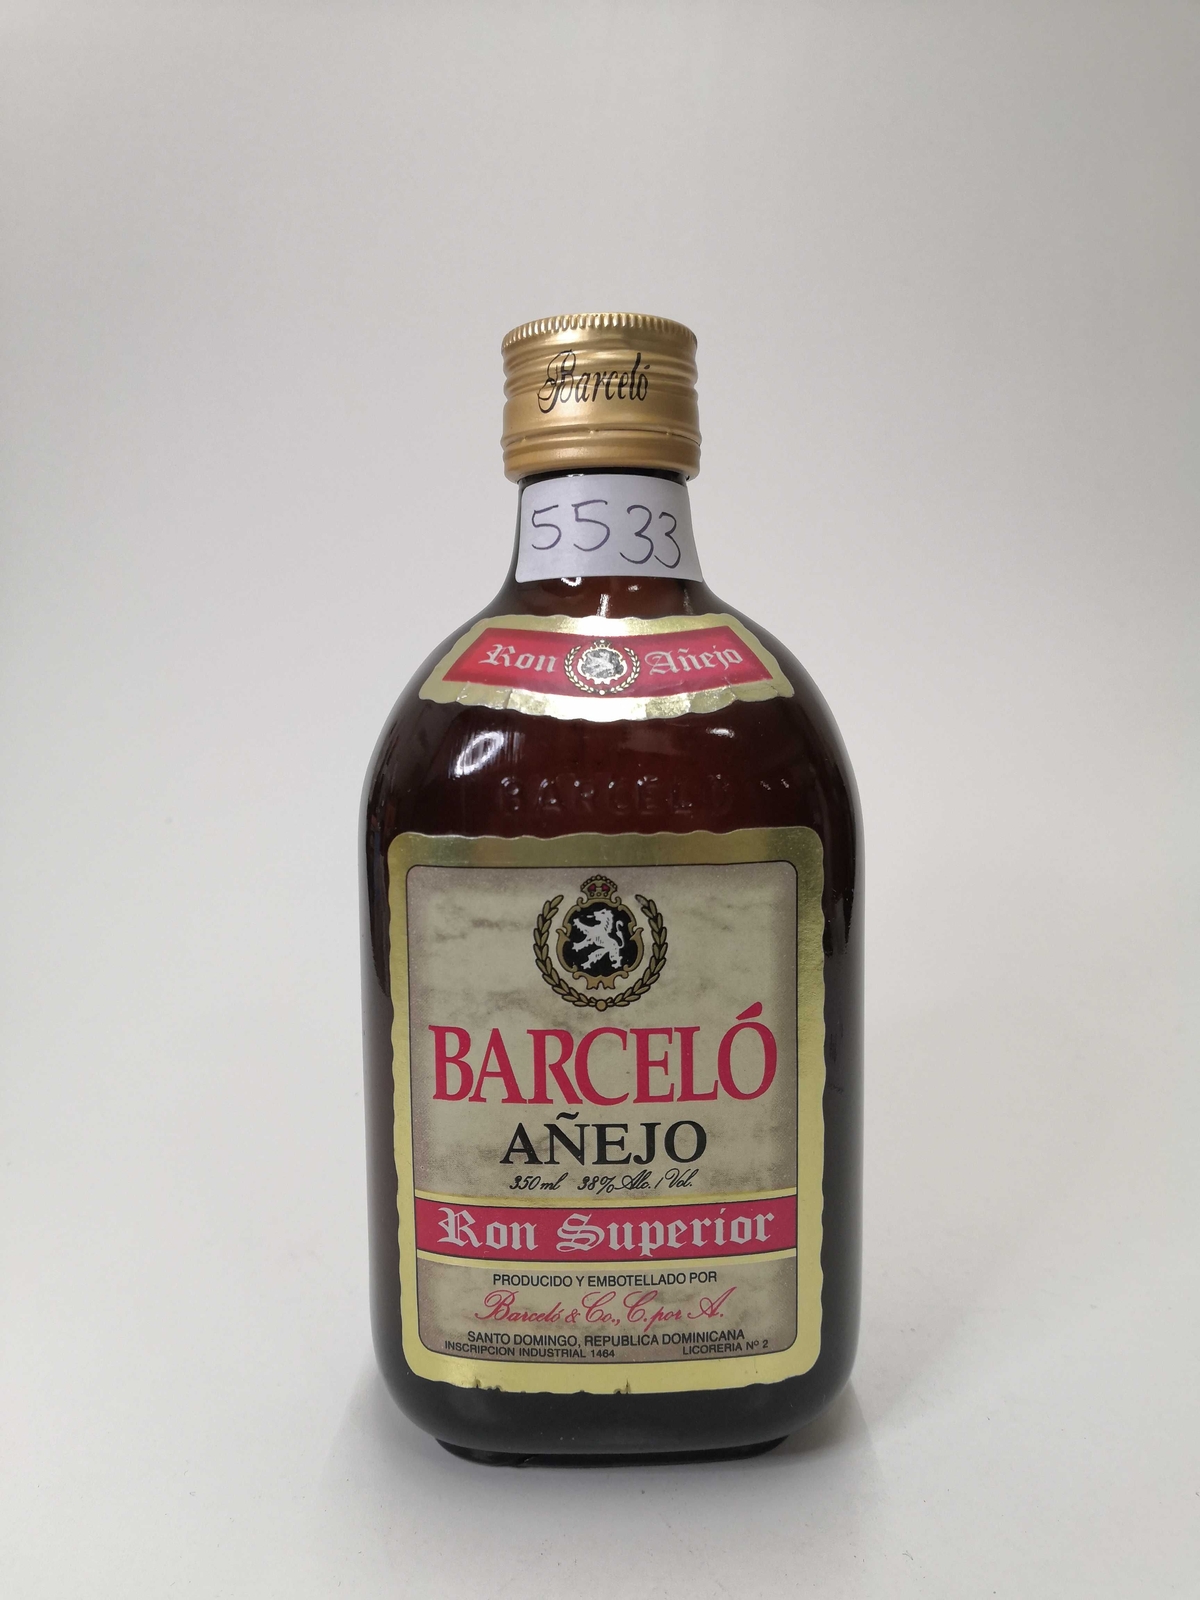 Barceló
5533
Ron Añejo
BARCELO
BARCELÓ
AÑEJO
350 ml 38% Alc. / Vol.
Ron Superior
PRODUCIDO Y EMBOTELLADO POR
Barceló & Co., C. por A.
SANTO DOMINGO, REPUBLICA DOMINICANA
INSCRIPCION INDUSTRIAL 1464 LICORERIA Nº 2